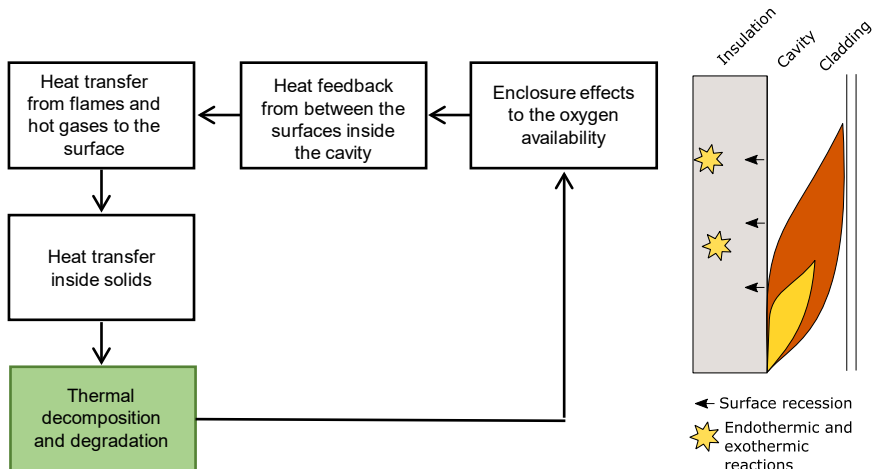 Heat transfer
from flames and
hot gases to the
surface
Heat feedback
from between the
surfaces inside
the cavity
Enclosure effects
to the oxygen
availability
Heat transfer
inside solids
Thermal
decomposition
and degradation
Insulation
Cavity
Cladding
Surface recession
Endothermic and
exothermic
reactions